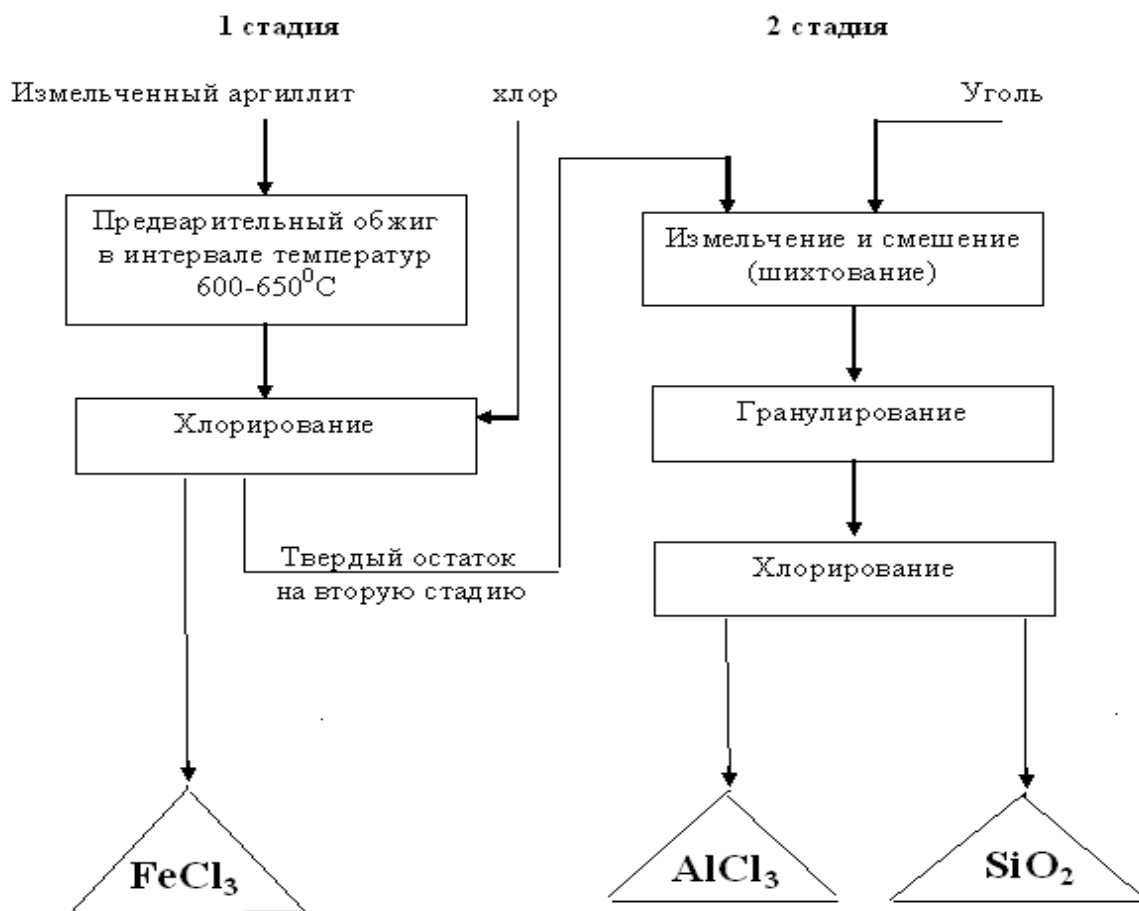 1 стадия
2 стадия
Измельченный аргиллит
хлор
Уголь
Предварительный обжиг
в интервале температур
600-650⁰С
Измельчение и смешение
(шихтование)
Хлорирование
Гранулирование
Твердый остаток
на вторую стадию
Хлорирование
FeCl₃
AlCl₃
SiO₂